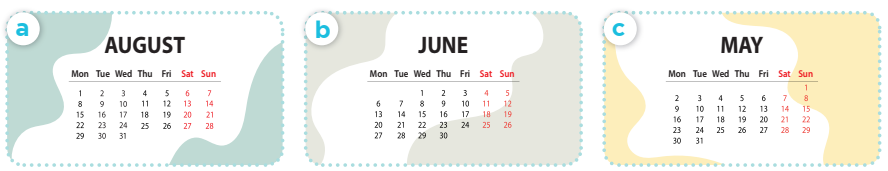 a
AUGUST
Mon Tue Wed Thu Fri Sat Sun
1 2 3 4 5 6 7
8 9 10 11 12 13 14
15 16 17 18 19 20 21
22 23 24 25 26 27 28
29 30 31
b
JUNE
Mon Tue Wed Thu Fri Sat Sun
1 2 3 4 5
6 7 8 9 10 11 12
13 14 15 16 17 18 19
20 21 22 23 24 25 26
27 28 29 30
c
MAY
Mon Tue Wed Thu Fri Sat Sun
1
2 3 4 5 6 7 8
9 10 11 12 13 14 15
16 17 18 19 20 21 22
23 24 25 26 27 28 29
30 31